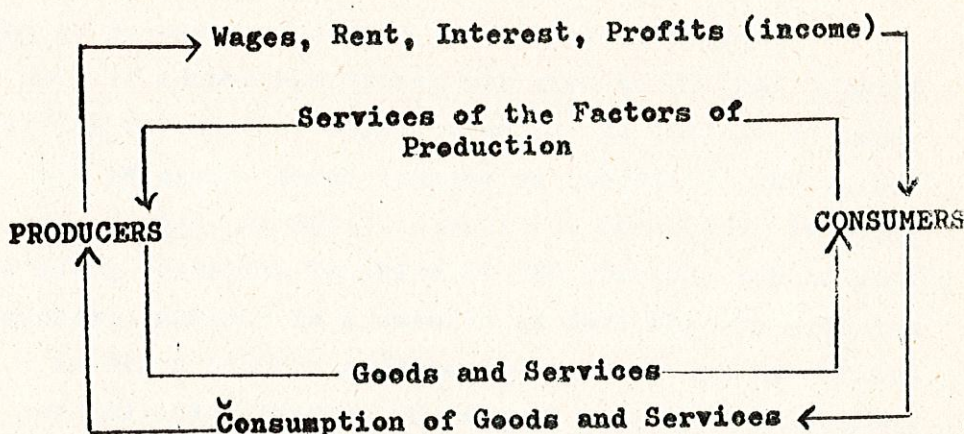 Wages, Rent, Interest, Profits (income)
Services of the Factors of
Production
PRODUCERS
CONSUMERS
Goods and Services
Consumption of Goods and Services